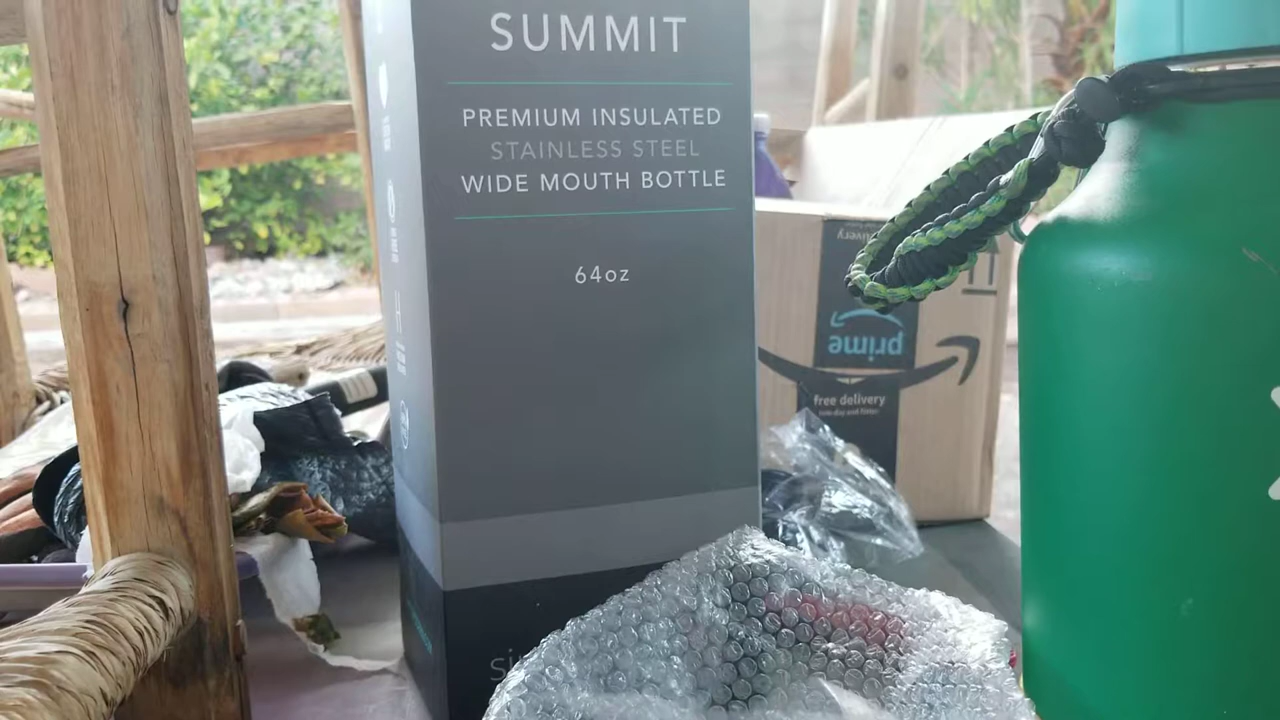 SUMMIT
PREMIUM INSULATED
STAINLESS STEEL
WIDE MOUTH BOTTLE
64oz
prime
free delivery